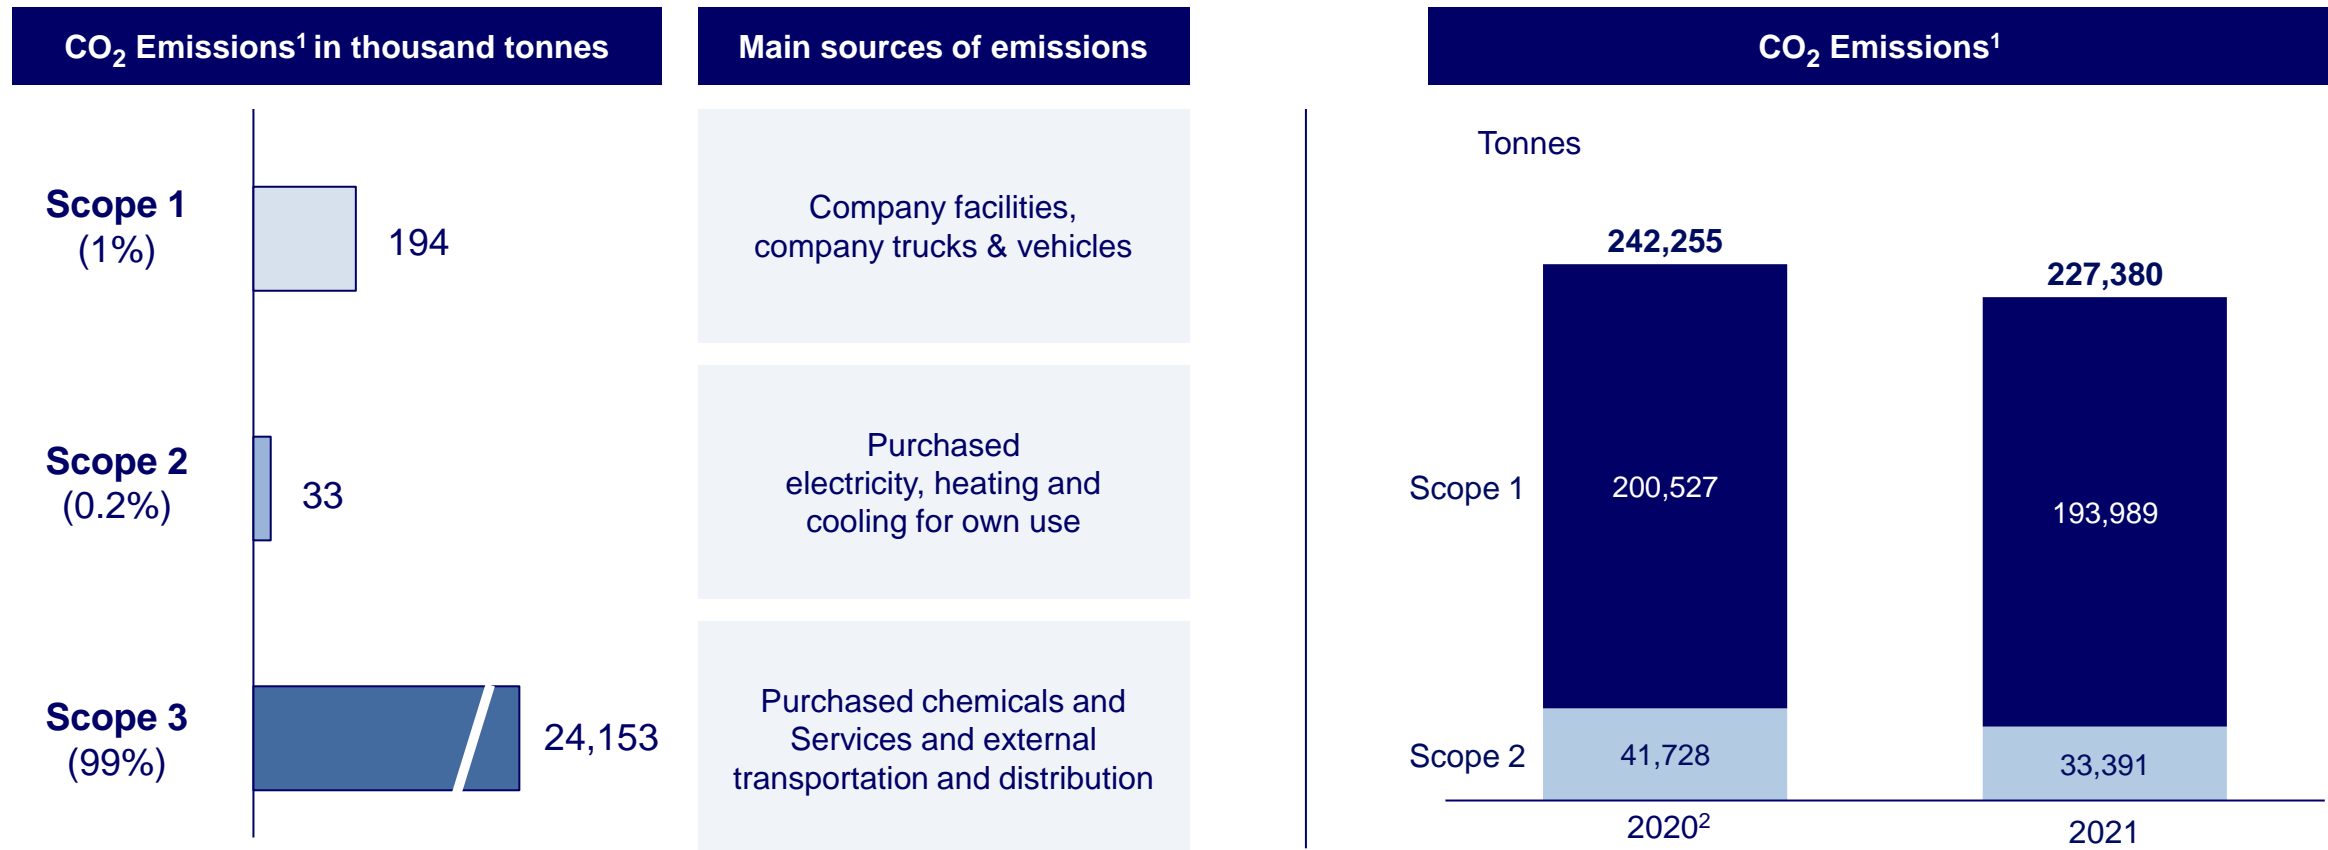 CO2 Emissions1 in thousand tonnes
Main sources of emissions
CO2 Emissions1
Scope 1
(1%)
194
Company facilities,
company trucks & vehicles
Scope 2
(0.2%)
33
Purchased
electricity, heating and
cooling for own use
Scope 3
(99%)
24,153
Purchased chemicals and
Services and external
transportation and distribution
Tonnes
242,255
227,380
Scope 1
200,527
193,989
Scope 2
41,728
33,391
2020²
2021